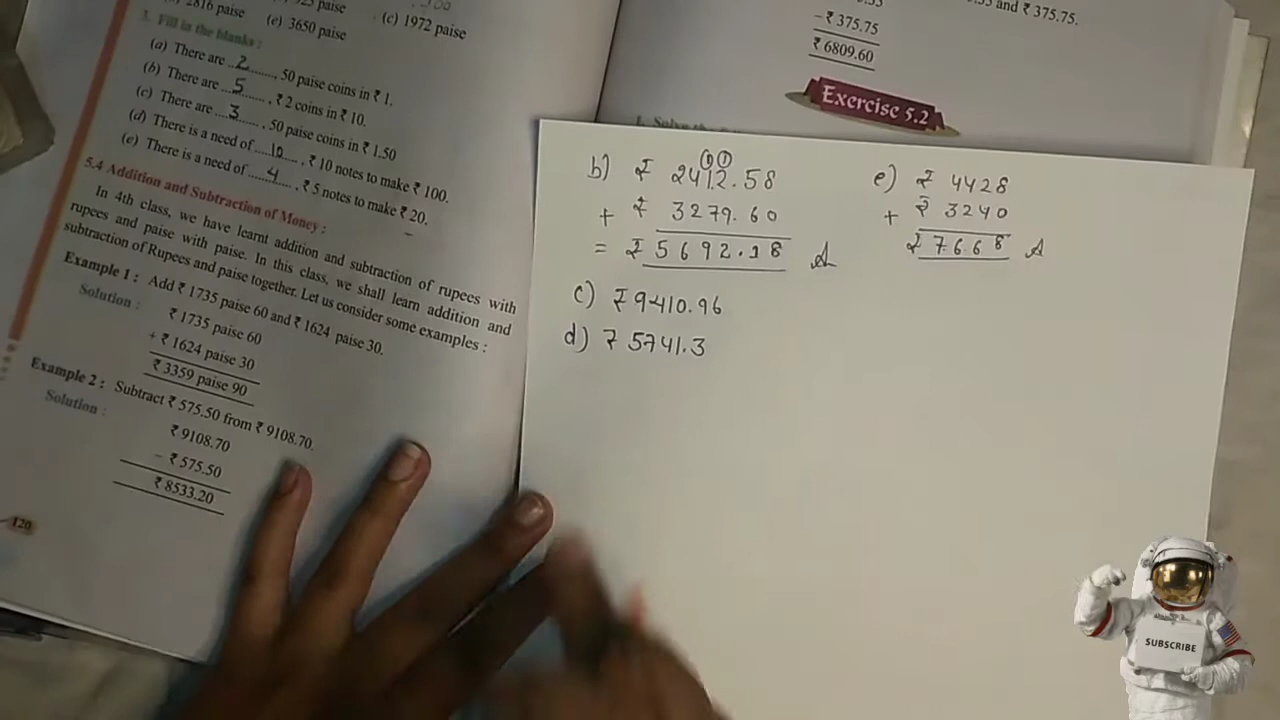 2816 paise
(e) 3650 paise
(c) 1972 paise
3. Fill in the blanks :
(a) There are ..2........, 50 paise coins in ₹ 1.
(b) There are ...5......., ₹ 2 coins in ₹ 10.
(c) There are ....3......, 50 paise coins in ₹ 1.50
(d) There is a need of ....10....., ₹ 10 notes to make ₹ 100.
(e) There is a need of .....4......, ₹ 5 notes to make ₹ 20.
5.4 Addition and Subtraction of Money :
In 4th class, we have learnt addition and subtraction of rupees with
rupees and paise with paise. In this class, we shall learn addition and
subtraction of Rupees and paise together. Let us consider some examples :
Example 1 : Add ₹ 1735 paise 60 and ₹ 1624 paise 30.
Solution :
₹ 1735 paise 60
+ ₹ 1624 paise 30
₹ 3359 paise 90
Example 2 : Subtract ₹ 575.50 from ₹ 9108.70.
Solution :
₹ 9108.70
– ₹ 575.50
₹ 8533.20
120
and ₹ 375.75.
– ₹ 375.75
₹ 6809.60
Exercise 5.2
b) ₹ 2412.58
+ ₹ 3279.60
= ₹ 5692.18
c) ₹ 9410.96
d) ₹ 5741.3
e) ₹ 4428
+ ₹ 3240
₹ 7668
SUBSCRIBE